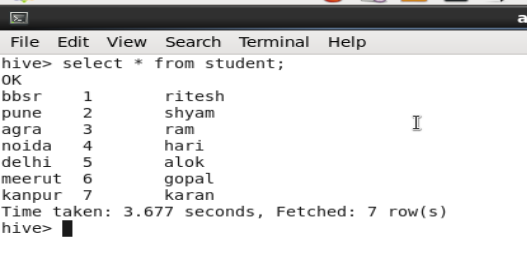 a
File Edit View Search Terminal Help
hive> select * from student;
OK
bbsr 1 ritesh
pune 2 shyam
agra 3 ram
noida 4 hari
delhi 5 alok
meerut 6 gopal
kanpur 7 karan
Time taken: 3.677 seconds, Fetched: 7 row(s)
hive>